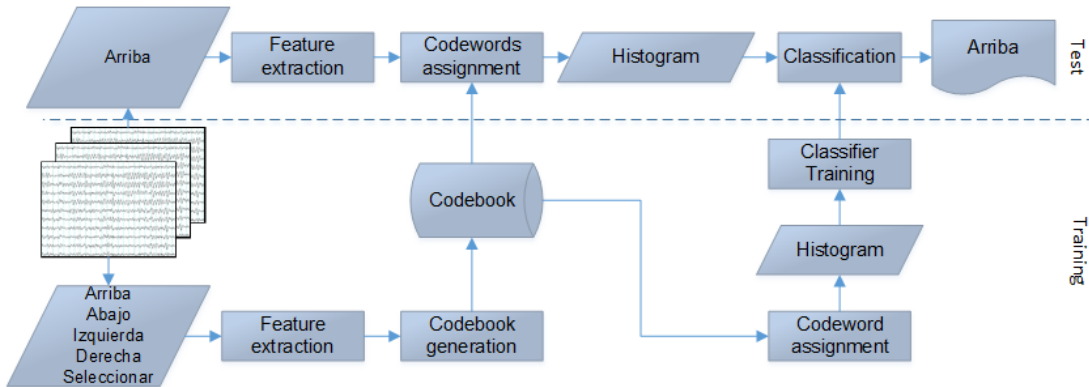 Arriba
Feature
extraction
Codewords
assignment
Histogram
Classification
Arriba
Test
Codebook
Classifier
Training
Histogram
Training
Arriba
Abajo
Izquierda
Derecha
Seleccionar
Feature
extraction
Codebook
generation
Codeword
assignment